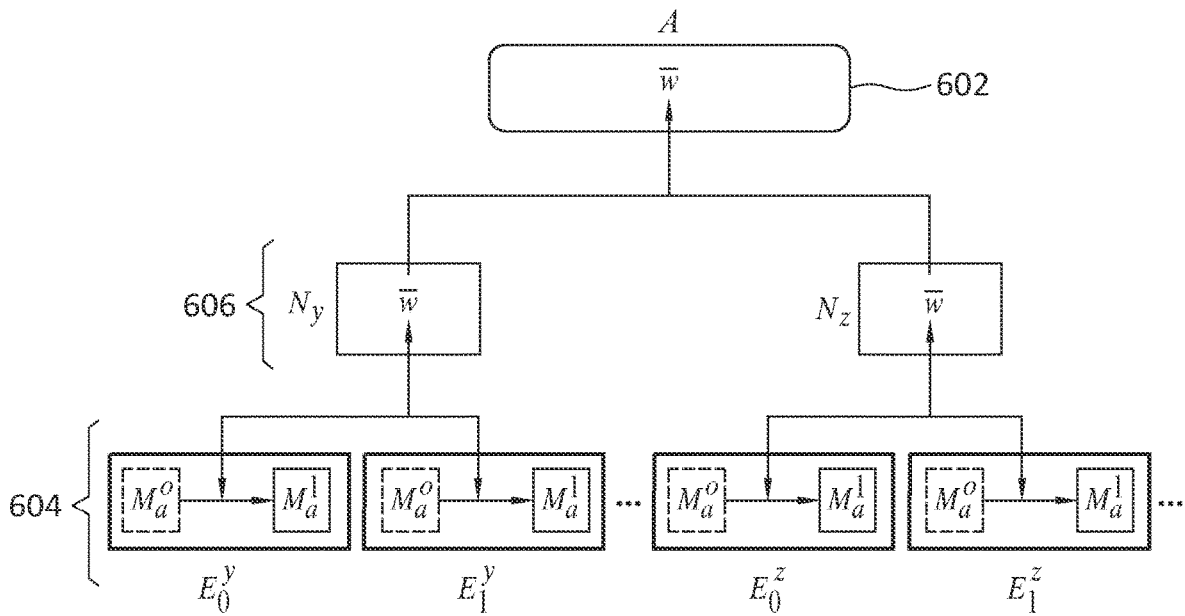 A
w̅ 602
606 N_y w̅ N_z w̅
604 M_a^o M_a^1 M_a^o M_a^1 ... M_a^o M_a^1 M_a^o M_a^1 ...
E_0^y E_1^y E_0^z E_1^z